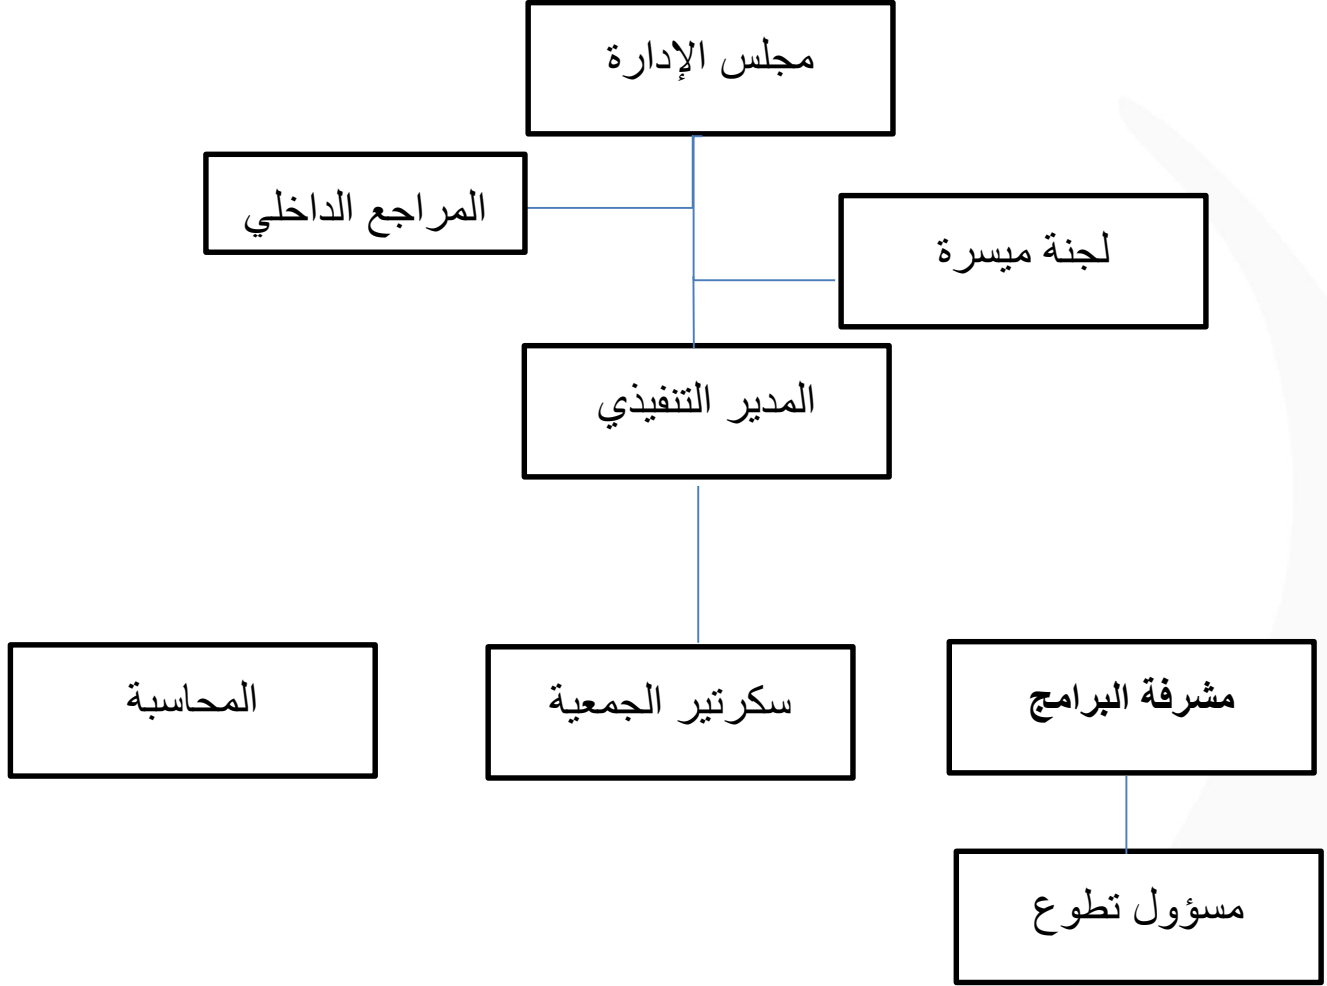 مجلس الإدارة
المراجع الداخلي
لجنة ميسرة
المدير التنفيذي
مشرفة البرامج
سكرتير الجمعية
المحاسبة
مسؤول تطوع